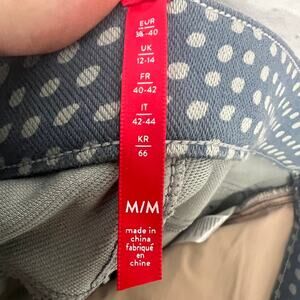 EUR
38-40
UK
12-14
FR
40-42
IT
42-44
KR
66
M/M
made in
china
fabriqué
en
chine